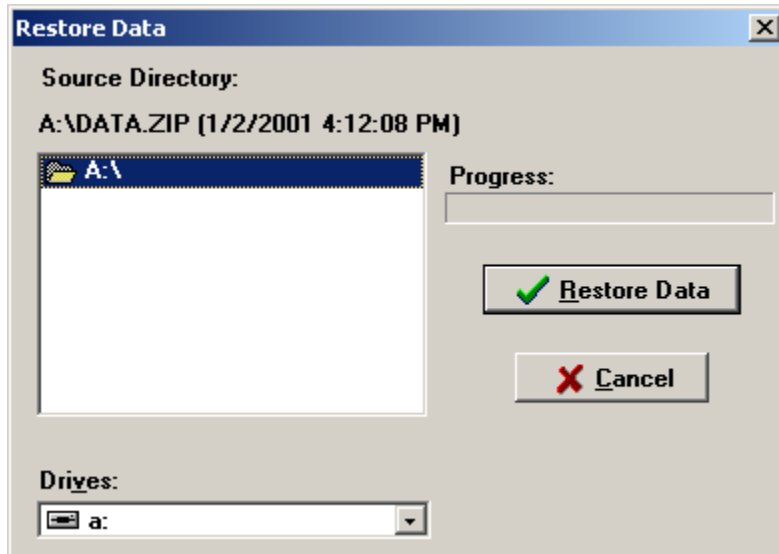 Restore Data
Source Directory:
A:\DATA.ZIP (1/2/2001 4:12:08 PM)
A:\
Progress:
Restore Data
Cancel
Drives:
a: